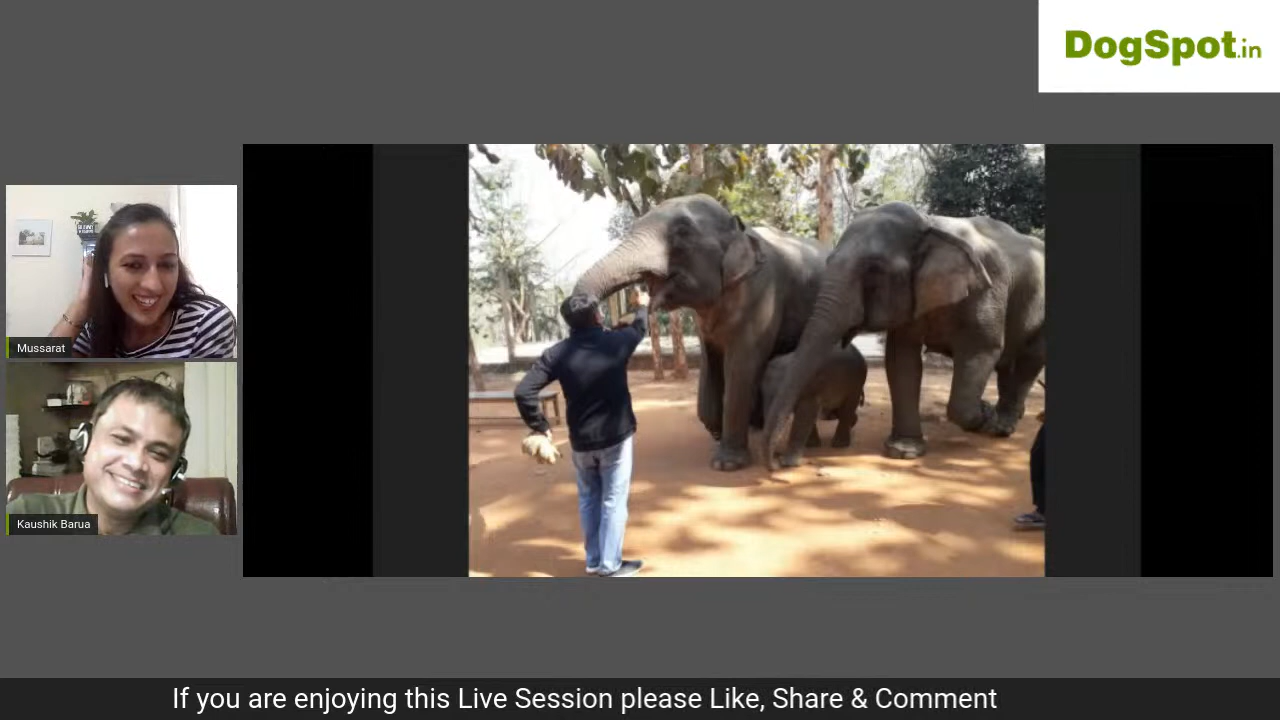 DogSpot.in
Mussarat
Kaushik Barua
If you are enjoying this Live Session please Like, Share & Comment